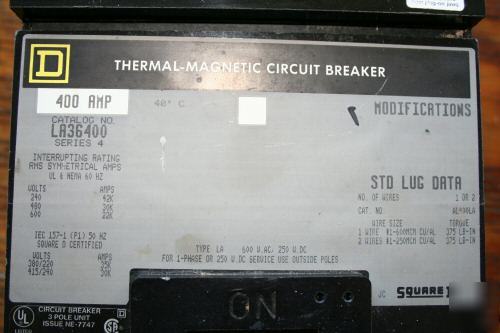 D
THERMAL-MAGNETIC CIRCUIT BREAKER
400 AMP
40° C
CATALOG NO.
LA36400
SERIES 4
INTERRUPTING RATING
RMS SYMMETRICAL AMPS
UL & NEMA 60 HZ
VOLTS AMPS
240 42K
480 30K
600 22K
IEC 157-1 (P1) 50 HZ
SQUARE D CERTIFIED
VOLTS AMPS
380/220 35K
415/240 30K
MODIFICATIONS
STD LUG DATA
NO. OF WIRES 1 OR 2
CAT. NO. AL400LA
WIRE SIZE TORQUE
1 WIRE #1-600MCM CU/AL 375 LB-IN
2 WIRES #1-250MCM CU/AL 375 LB-IN
TYPE LA 600 V.AC, 250 V.DC
FOR 1-PHASE OR 250 V.DC SERVICE USE OUTSIDE POLES
JC SQUARE
ON
UL
LISTED
CIRCUIT BREAKER
3 POLE UNIT
ISSUE NE-7747
SA